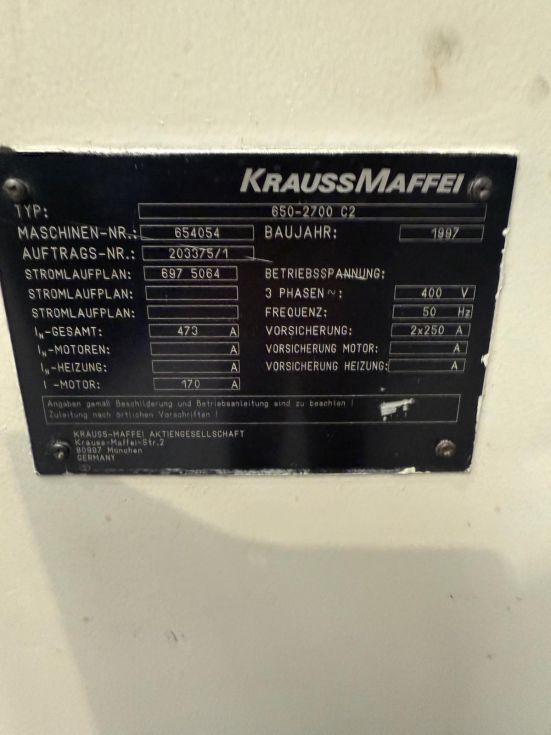 KRAUSSMAFFEI
TYP: 650-2700 C2
MASCHINEN-NR.: 654054 BAUJAHR: 1997
AUFTRAGS-NR.: 203375/1
STROMLAUFPLAN: 697 5064 BETRIEBSSPANNUNG:
STROMLAUFPLAN: 3 PHASEN ~: 400 V
STROMLAUFPLAN: FREQUENZ: 50 Hz
IN-GESAMT: 473 A VORSICHERUNG: 2x250 A
IN-MOTOREN: A VORSICHERUNG MOTOR: A
IN-HEIZUNG: A VORSICHERUNG HEIZUNG: A
I -MOTOR: 170 A
Angaben gemäß Beschilderung und Betriebsanleitung sind zu beachten !
Zuleitung nach örtlichen Vorschriften !
KRAUSS-MAFFEI AKTIENGESELLSCHAFT
Krauss-Maffei-Str.2
80997 München
GERMANY